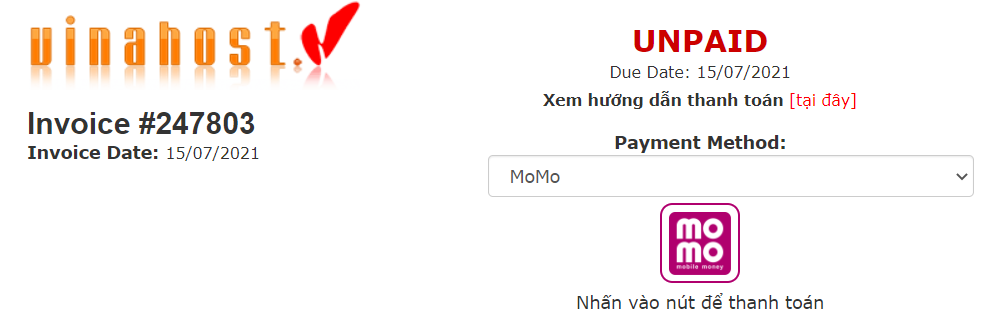 vinahost.
Invoice #247803
Invoice Date: 15/07/2021
UNPAID
Due Date: 15/07/2021
Xem hướng dẫn thanh toán [tại đây]
Payment Method:
MoMo
mo
mo
mobile money
Nhấn vào nút để thanh toán